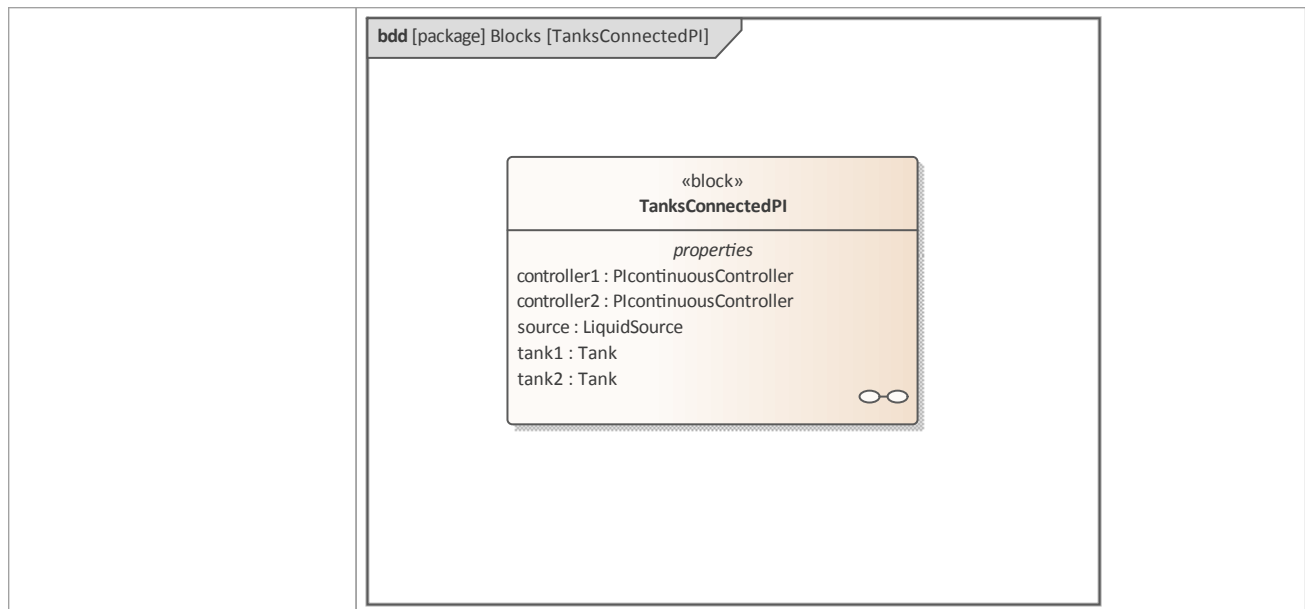 bdd [package] Blocks [TanksConnectedPI]
«block»
TanksConnectedPI
properties
controller1 : PIcontinuousController
controller2 : PIcontinuousController
source : LiquidSource
tank1 : Tank
tank2 : Tank